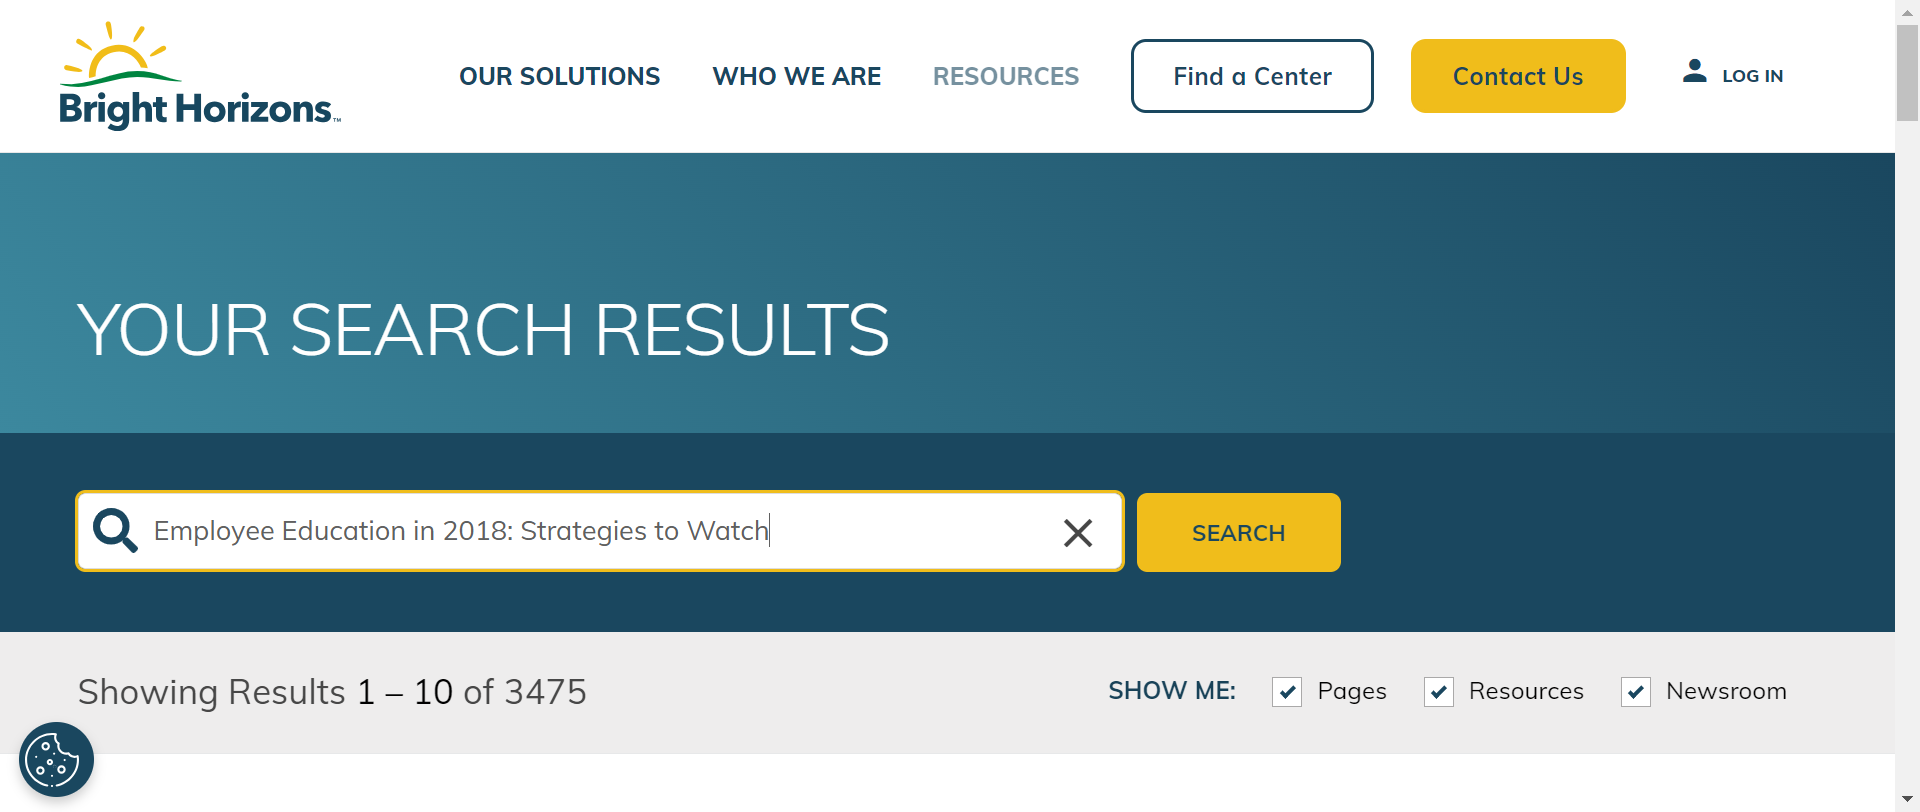 Bright Horizons™
OUR SOLUTIONS WHO WE ARE RESOURCES Find a Center Contact Us LOG IN
YOUR SEARCH RESULTS
Employee Education in 2018: Strategies to Watch SEARCH
Showing Results 1 – 10 of 3475 SHOW ME: Pages Resources Newsroom